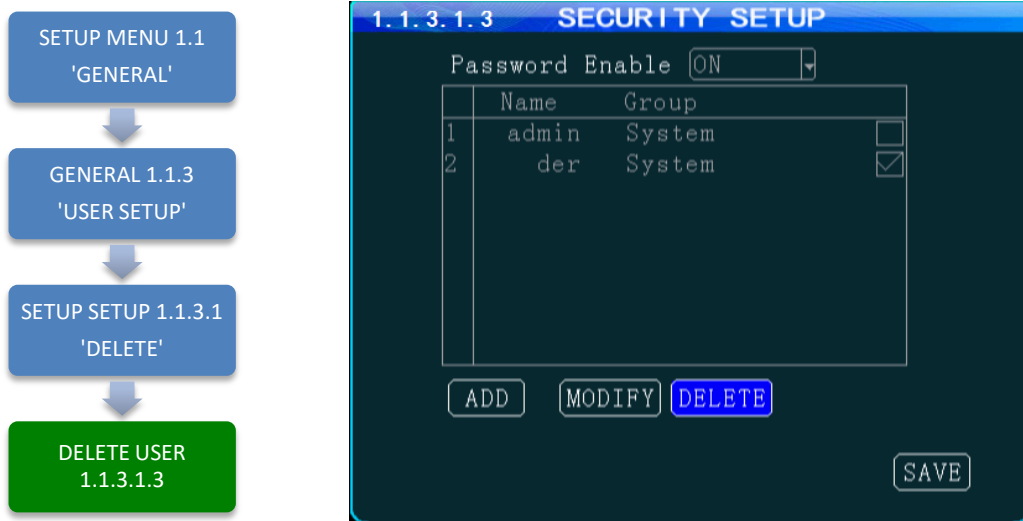 SETUP MENU 1.1
'GENERAL'
GENERAL 1.1.3
'USER SETUP'
SETUP SETUP 1.1.3.1
'DELETE'
DELETE USER
1.1.3.1.3
1.1.3.1.3 SECURITY SETUP
Password Enable ON
Name Group
1 admin System
2 der System
ADD MODIFY DELETE
SAVE